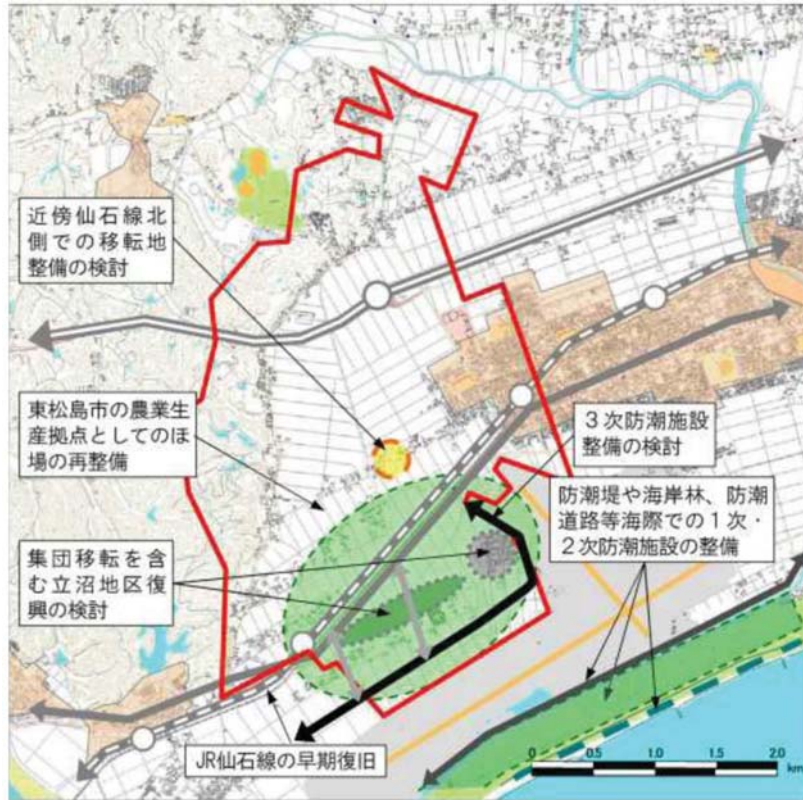 近傍仙石線北
側での移転地
整備の検討
東松島市の農業生
産拠点としてのほ
場の再整備
3次防潮施設
整備の検討
防潮堤や海岸林、防潮
道路等海際での1次・
2次防潮施設の整備
集団移転を含
む立沼地区復
興の検討
JR仙石線の早期復旧
0 0.5 1.0 1.5 2.0
km